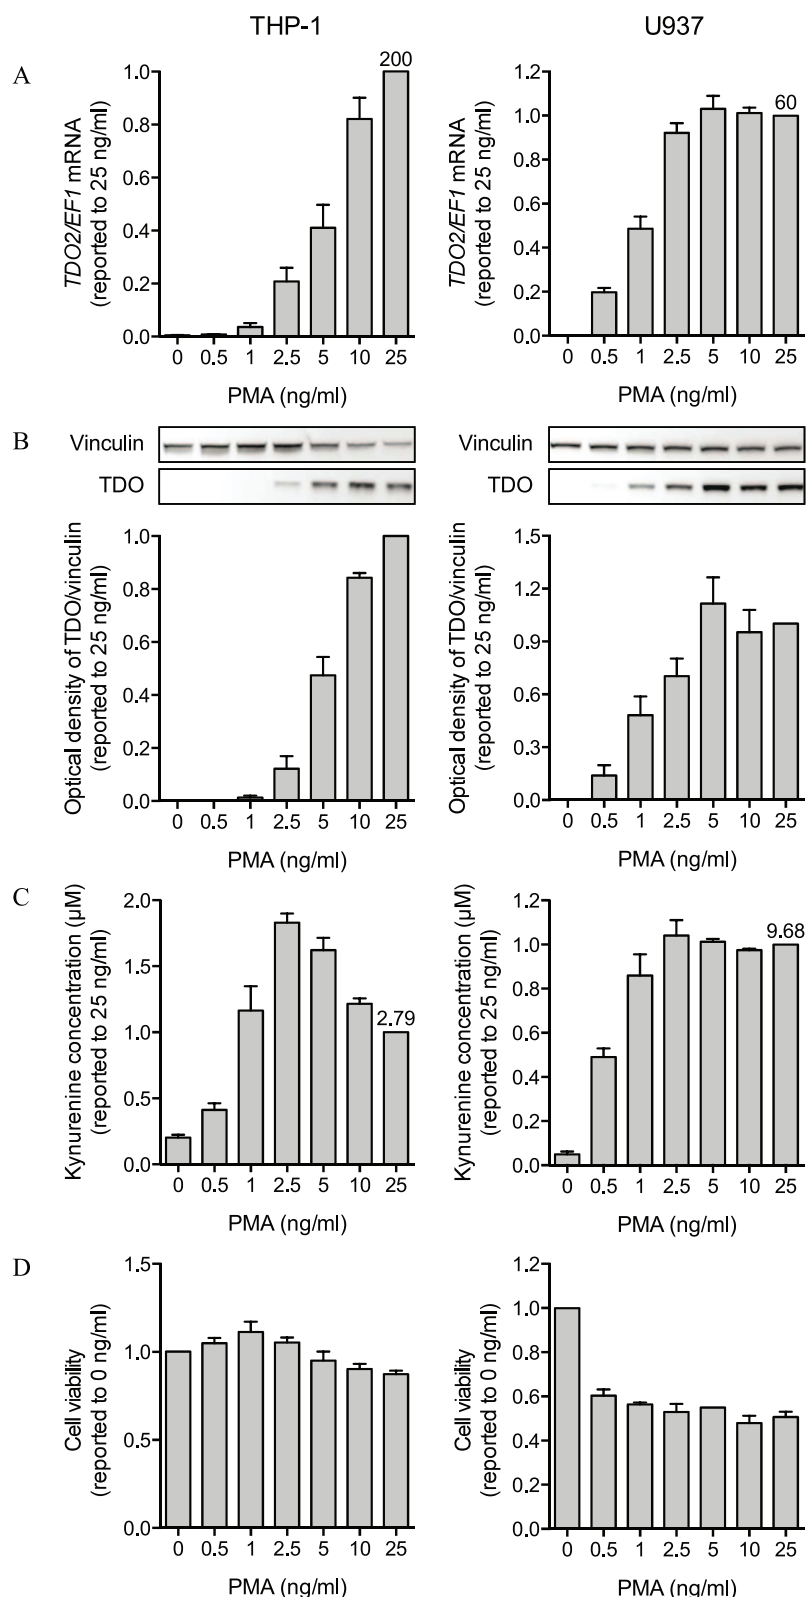 THP-1 U937
A
TDO2/EF1 mRNA
(reported to 25 ng/ml)
1.0
0.8
0.6
0.4
0.2
0.0
200
0 0.5 1 2.5 5 10 25
PMA (ng/ml)
TDO2/EF1 mRNA
(reported to 25 ng/ml)
1.2
1.0
0.8
0.6
0.4
0.2
0.0
60
0 0.5 1 2.5 5 10 25
PMA (ng/ml)
B
Vinculin
TDO
Optical density of TDO/vinculin
(reported to 25 ng/ml)
1.0
0.8
0.6
0.4
0.2
0.0
0 0.5 1 2.5 5 10 25
PMA (ng/ml)
Vinculin
TDO
Optical density of TDO/vinculin
(reported to 25 ng/ml)
1.5
1.2
0.9
0.6
0.3
0.0
0 0.5 1 2.5 5 10 25
PMA (ng/ml)
C
Kynurenine concentration (µM)
(reported to 25 ng/ml)
2.0
1.5
1.0
0.5
0.0
2.79
0 0.5 1 2.5 5 10 25
PMA (ng/ml)
Kynurenine concentration (µM)
(reported to 25 ng/ml)
1.2
1.0
0.8
0.6
0.4
0.2
0.0
9.68
0 0.5 1 2.5 5 10 25
PMA (ng/ml)
D
Cell viability
(reported to 0 ng/ml)
1.5
1.0
0.5
0.0
0 0.5 1 2.5 5 10 25
PMA (ng/ml)
Cell viability
(reported to 0 ng/ml)
1.2
1.0
0.8
0.6
0.4
0.2
0.0
0 0.5 1 2.5 5 10 25
PMA (ng/ml)